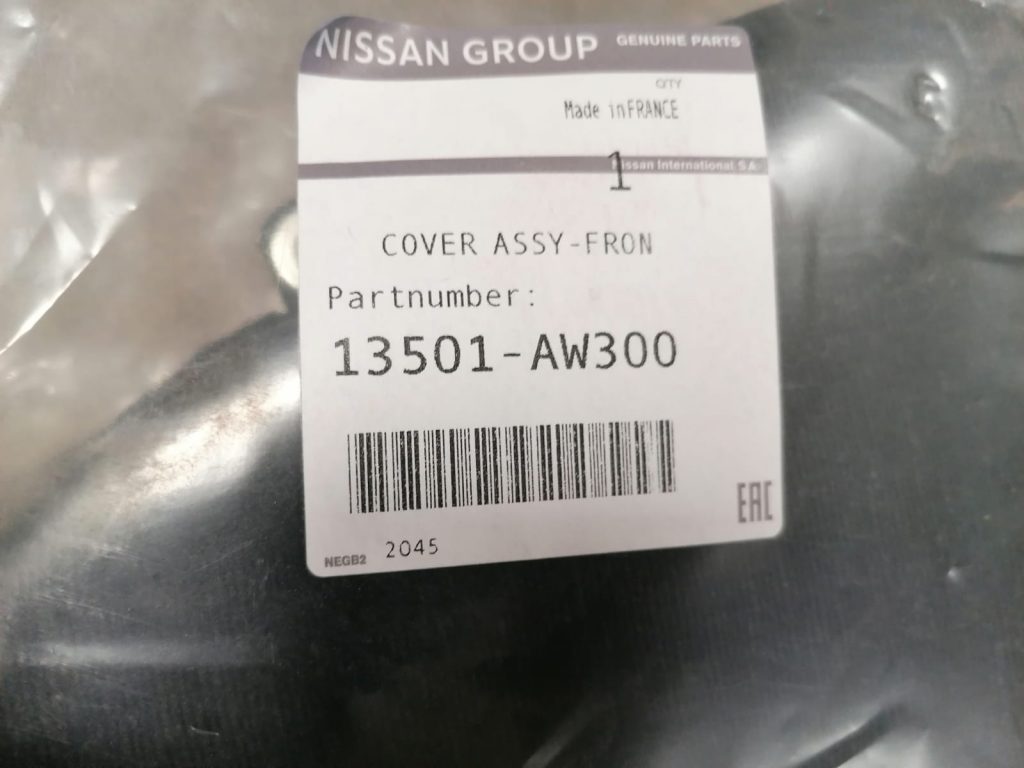 NISSAN GROUP GENUINE PARTS
QTY
Made inFRANCE
1
Nissan International S.A.
COVER ASSY-FRON
Partnumber:
13501-AW300
EAC
NEGB2 2045